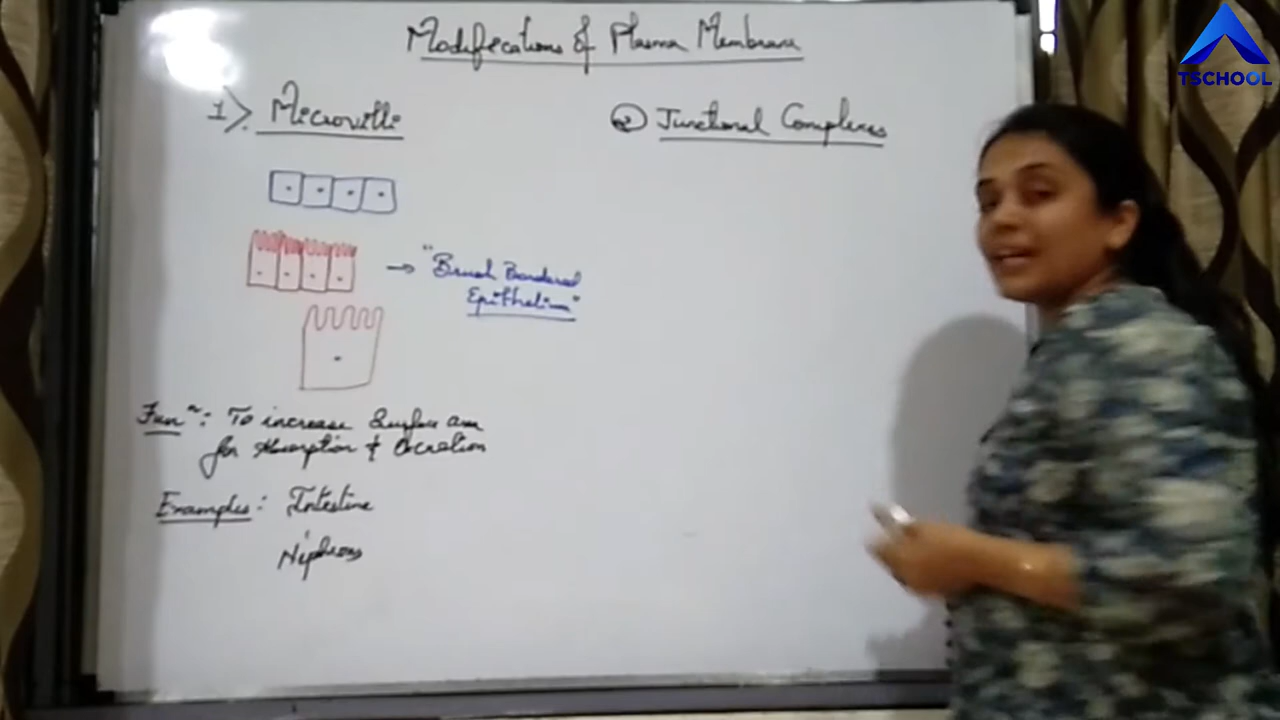 Modifications of Plasma Membrane
1) Microvilli
② Junctional Complexes
→ "Brush Bordered
Epithelium"
Funⁿ: To increase Surface area
for Absorption & Secretion
Examples: Intestine
Nephrons
TSCHOOL